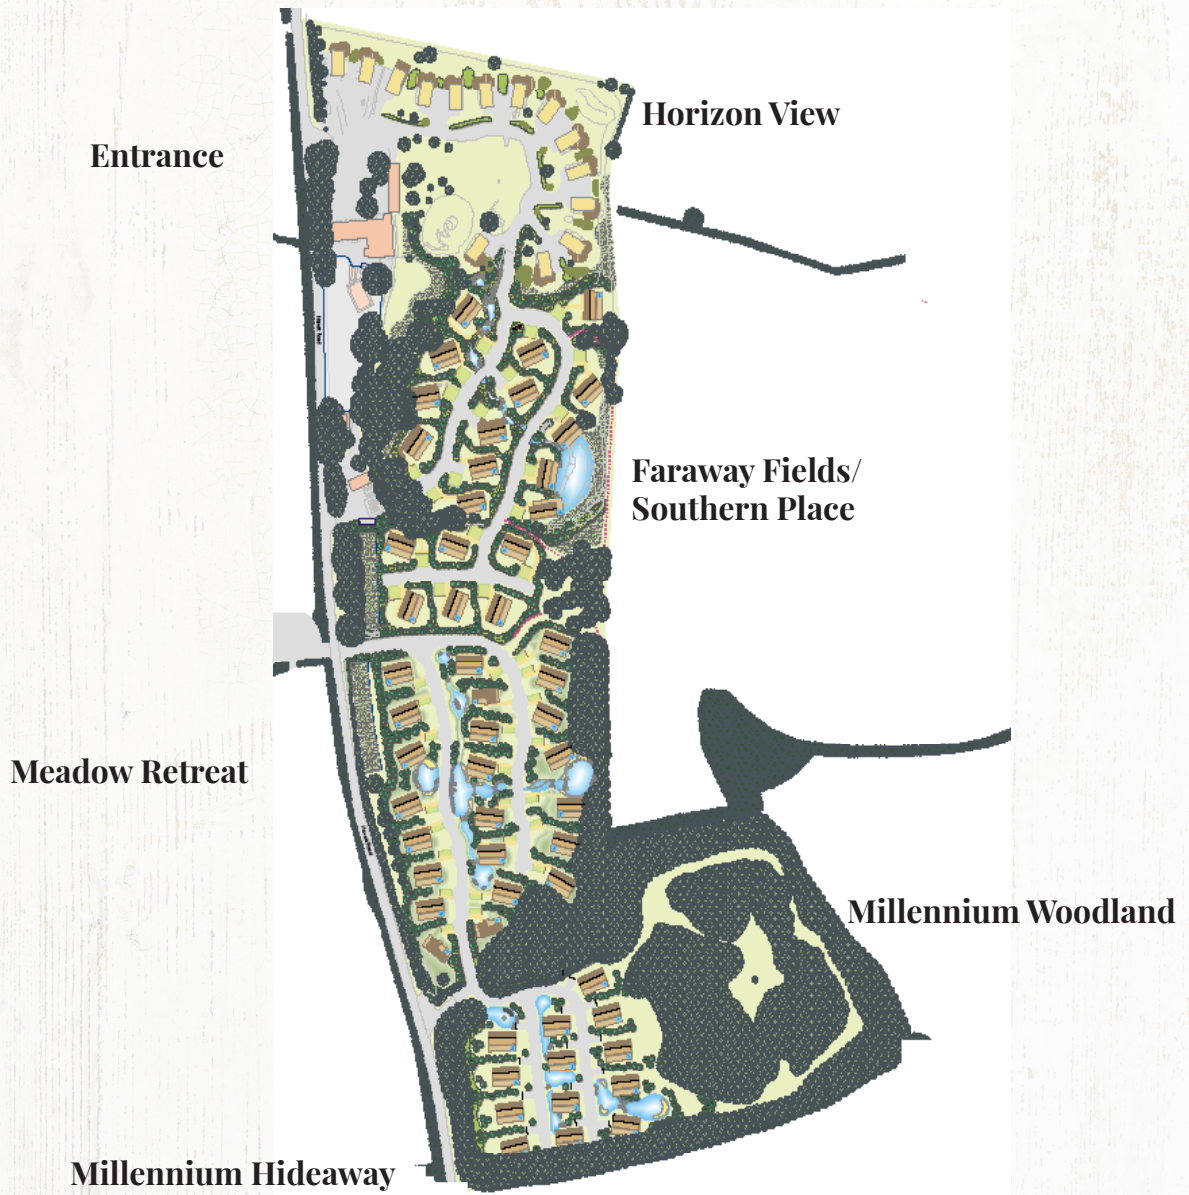 Horizon View
Entrance
Faraway Fields/
Southern Place
Meadow Retreat
Millennium Woodland
Millennium Hideaway